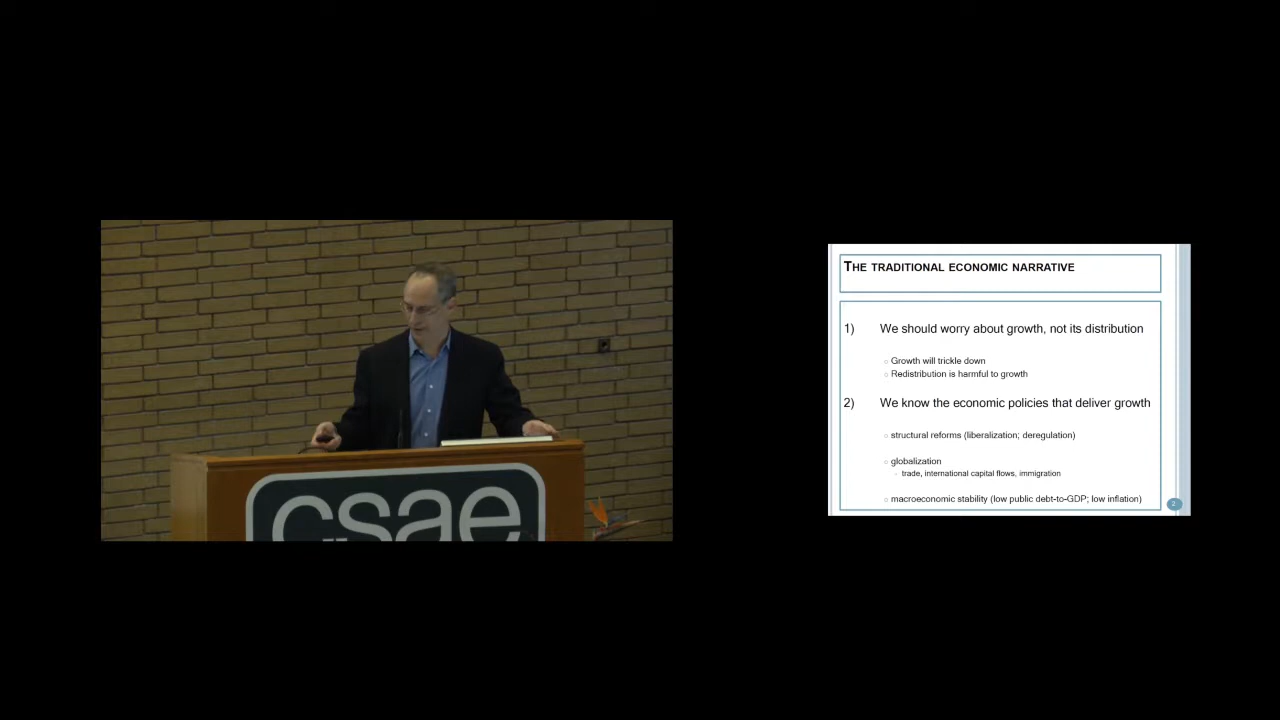 csae
THE TRADITIONAL ECONOMIC NARRATIVE
1) We should worry about growth, not its distribution
○ Growth will trickle down
○ Redistribution is harmful to growth
2) We know the economic policies that deliver growth
○ structural reforms (liberalization; deregulation)
○ globalization
○ trade, international capital flows, immigration
○ macroeconomic stability (low public debt-to-GDP; low inflation)
2